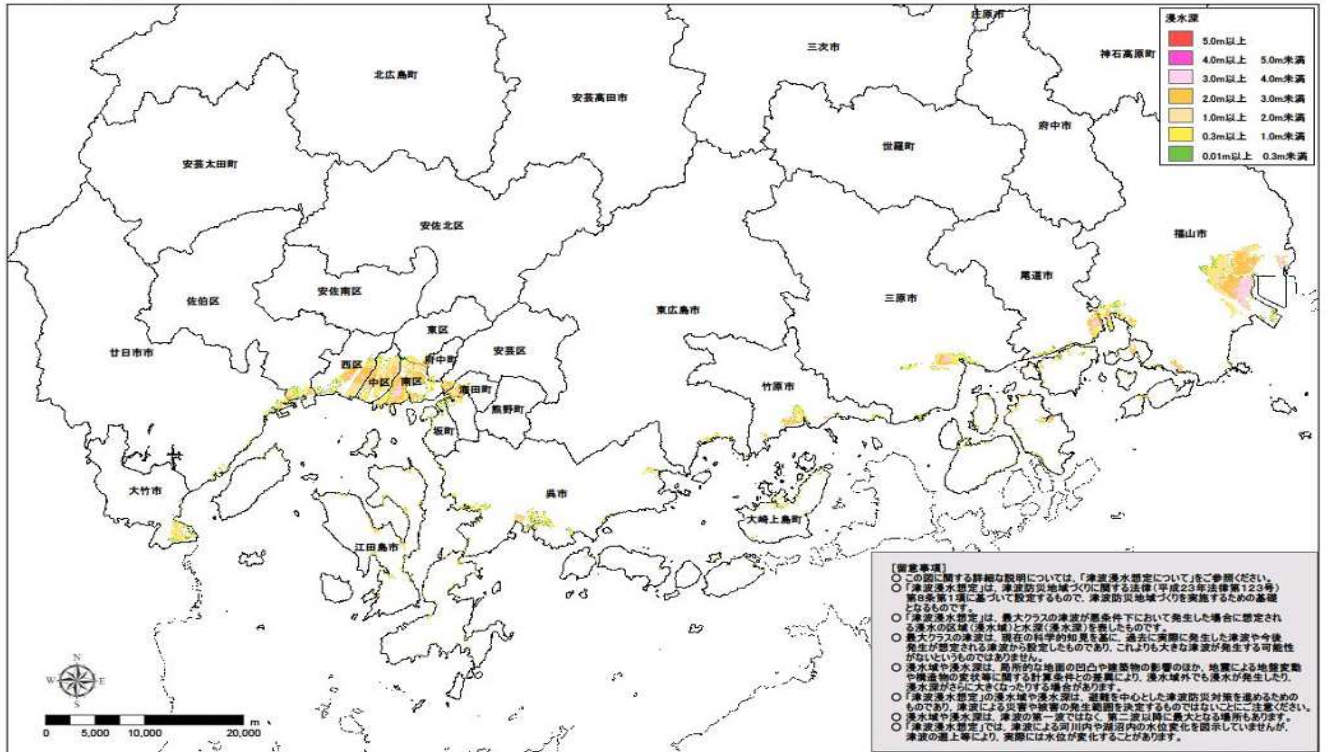 庄原市
三次市
神石高原町
北広島町
安芸高田市
府中市
世羅町
安芸太田町
安佐北区
福山市
尾道市
佐伯区
安佐南区
三原市
東広島市
東区
安芸区
廿日市市
府中町
西区
中区
南区
海田町
竹原市
熊野町
坂町
大竹市
呉市
大崎上島町
江田島市
浸水深
5.0m以上
4.0m以上 5.0m未満
3.0m以上 4.0m未満
2.0m以上 3.0m未満
1.0m以上 2.0m未満
0.3m以上 1.0m未満
0.01m以上 0.3m未満
N
W
E
S
0 5,000 10,000 20,000 m
[留意事項]
○ この図に関する詳細な説明については、「津波浸水想定について」をご参照ください。
○ 「津波浸水想定」は、津波防災地域づくりに関する法律(平成23年法律第123号)
第8条第1項に基づいて設定するもので、津波防災地域づくりを実施するための基礎
となるものです。
○ 「津波浸水想定」は、最大クラスの津波が悪条件下において発生した場合に想定され
る浸水の区域(浸水域)と水深(浸水深)を表したものです。
○ 最大クラスの津波は、現在の科学的知見を基に、過去に実際に発生した津波や今後
発生が想定される津波から設定したものであり、これよりも大きな津波が発生する可能性
がないというものではありません。
○ 浸水域や浸水深は、局所的な地面の凹凸や建築物の影響のほか、地震による地盤変動
や構造物の変状等に関する計算条件との差異により、浸水域外でも浸水が発生したり、
浸水深がさらに大きくなったりする場合があります。
○ 「津波浸水想定」の浸水域や浸水深は、避難を中心とした津波防災対策を進めるための
ものであり、津波による災害や被害の発生範囲を決定するものではないことにご注意ください。
○ 浸水域や浸水深は、津波の第一波ではなく、第二波以降に最大となる場所もあります。
○ 「津波浸水想定」では、津波による河川内や湖沼内の水位変化を図示していませんが、
津波の遡上等により、実際には水位が変化することがあります。